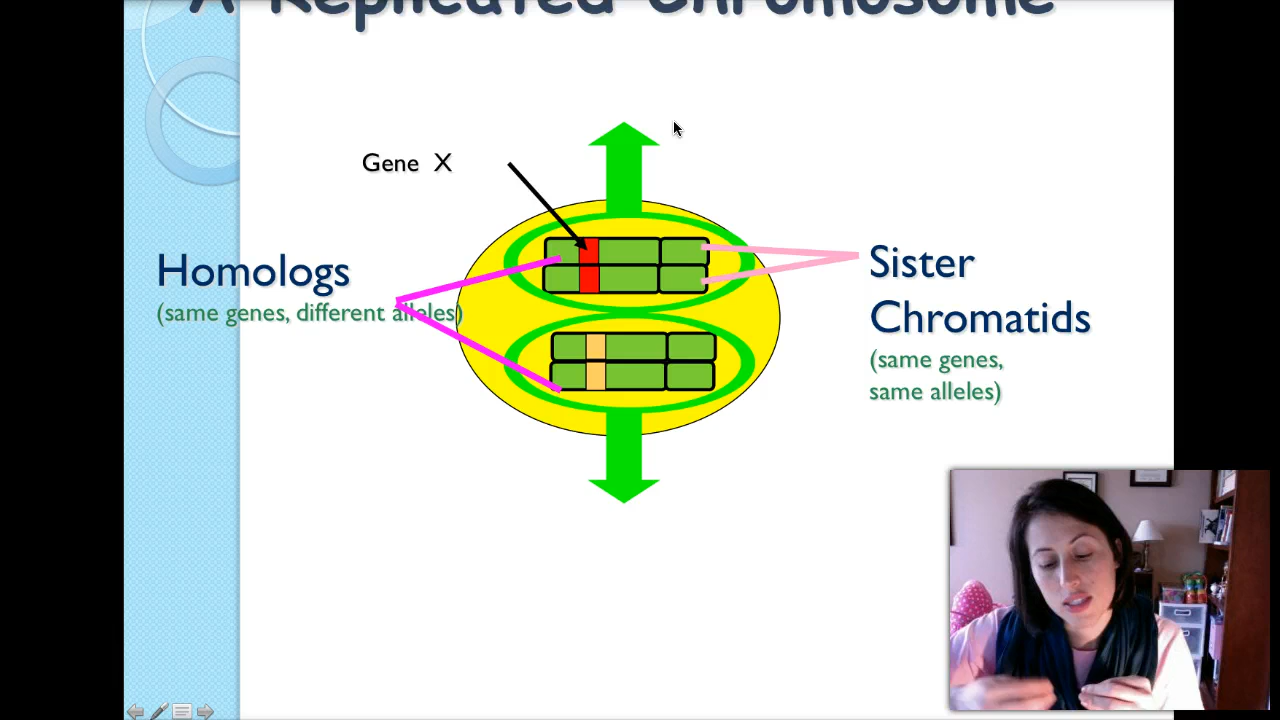 A Replicated Chromosome
Gene X
Homologs
(same genes, different alleles)
Sister
Chromatids
(same genes,
same alleles)